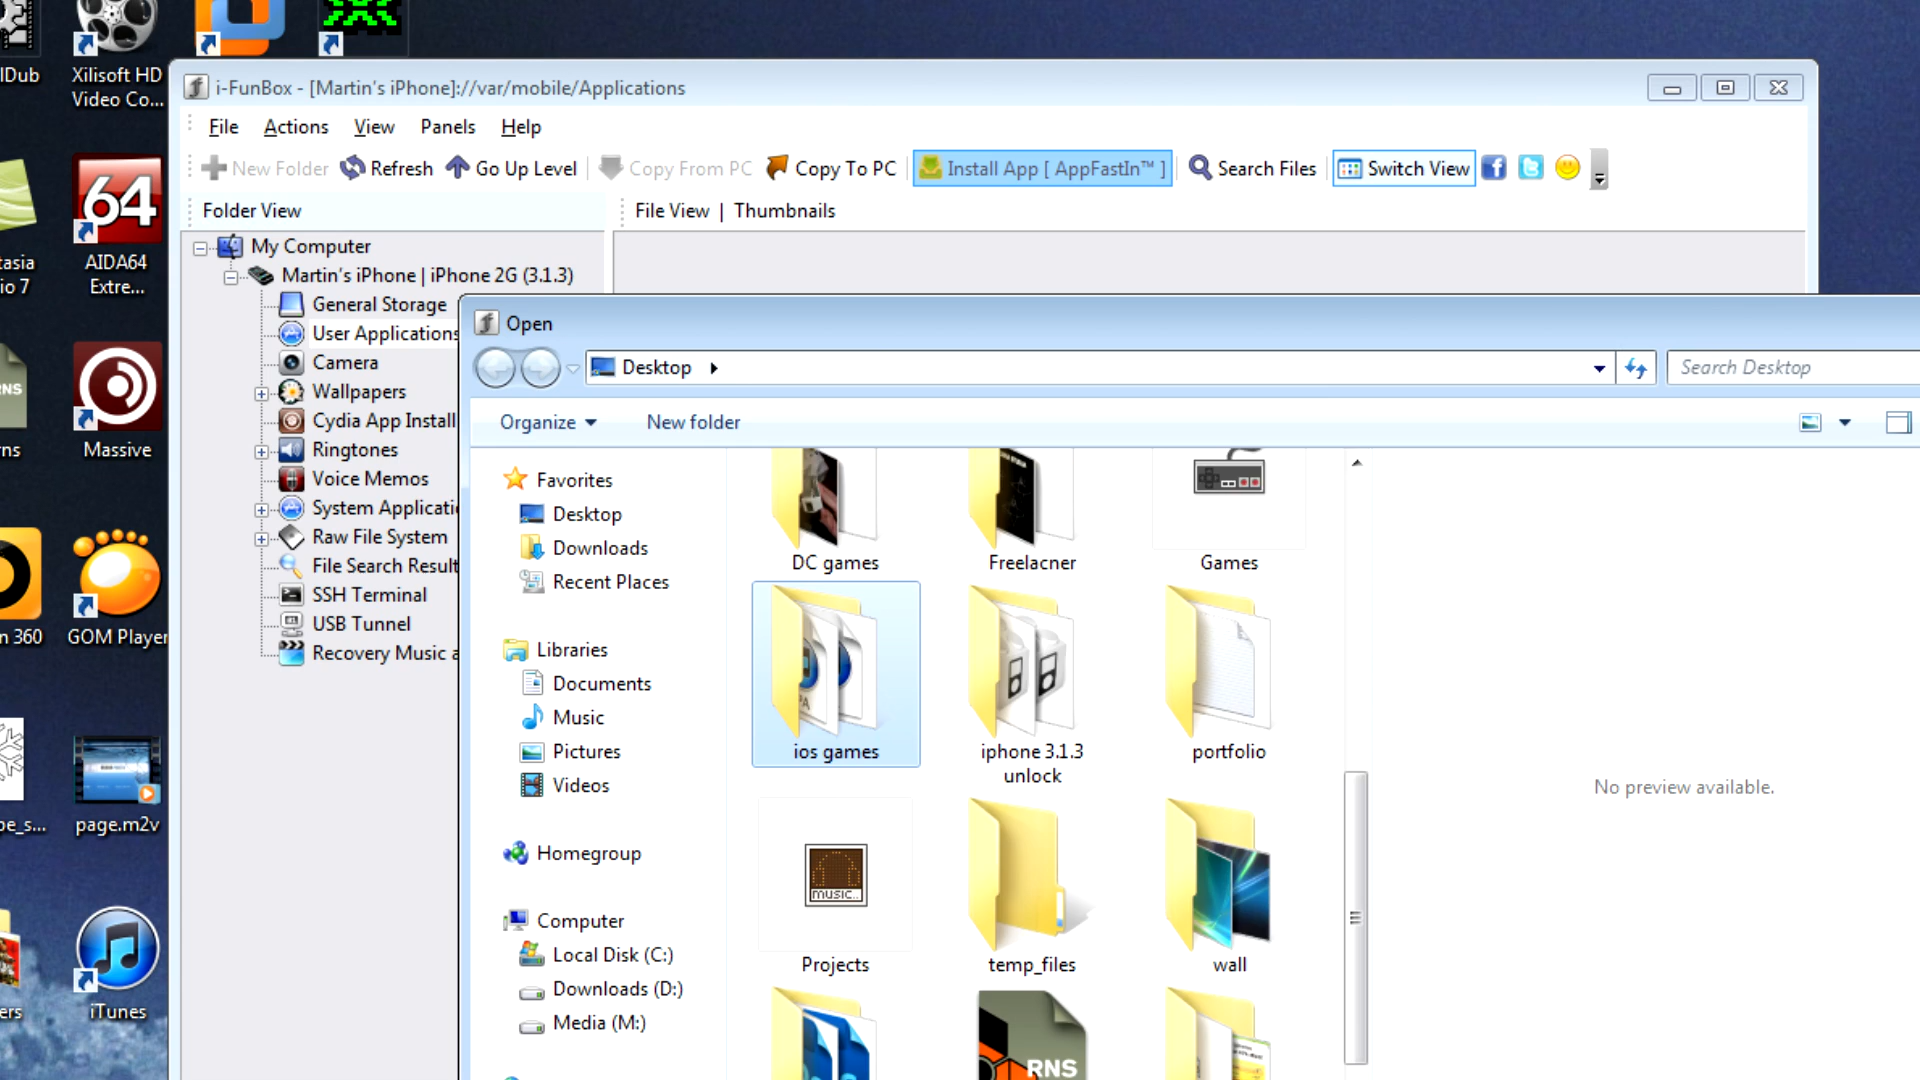 lDub
Xilisoft HD
Video Co...
i-FunBox - [Martin's iPhone]://var/mobile/Applications
File Actions View Panels Help
New Folder Refresh Go Up Level Copy From PC Copy To PC Install App [ AppFastIn™ ] Search Files Switch View
Folder View File View | Thumbnails
64
tasia
io 7
AIDA64
Extre...
My Computer
Martin's iPhone | iPhone 2G (3.1.3)
General Storage
User Applications
Camera
Wallpapers
Cydia App Install
Ringtones
Voice Memos
System Applicati
Raw File System
File Search Result
SSH Terminal
USB Tunnel
Recovery Music a
Open
Desktop
Search Desktop
Organize New folder
Favorites
Desktop
Downloads
Recent Places
Libraries
Documents
Music
Pictures
Videos
Homegroup
Computer
Local Disk (C:)
Downloads (D:)
Media (M:)
DC games
Freelacner
Games
ios games
iphone 3.1.3
unlock
portfolio
music..
Projects
temp_files
wall
RNS
No preview available.
RNS
rns
Massive
n 360
GOM Player
pe_s...
page.m2v
ers
iTunes